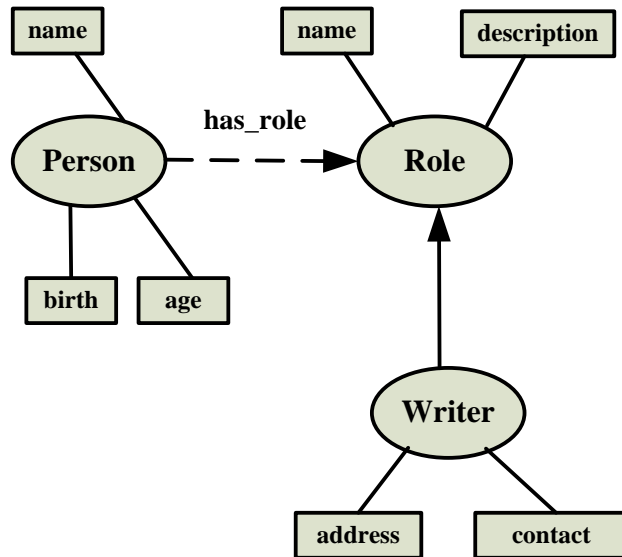 name
name
description
has_role
Person
Role
birth
age
Writer
address
contact